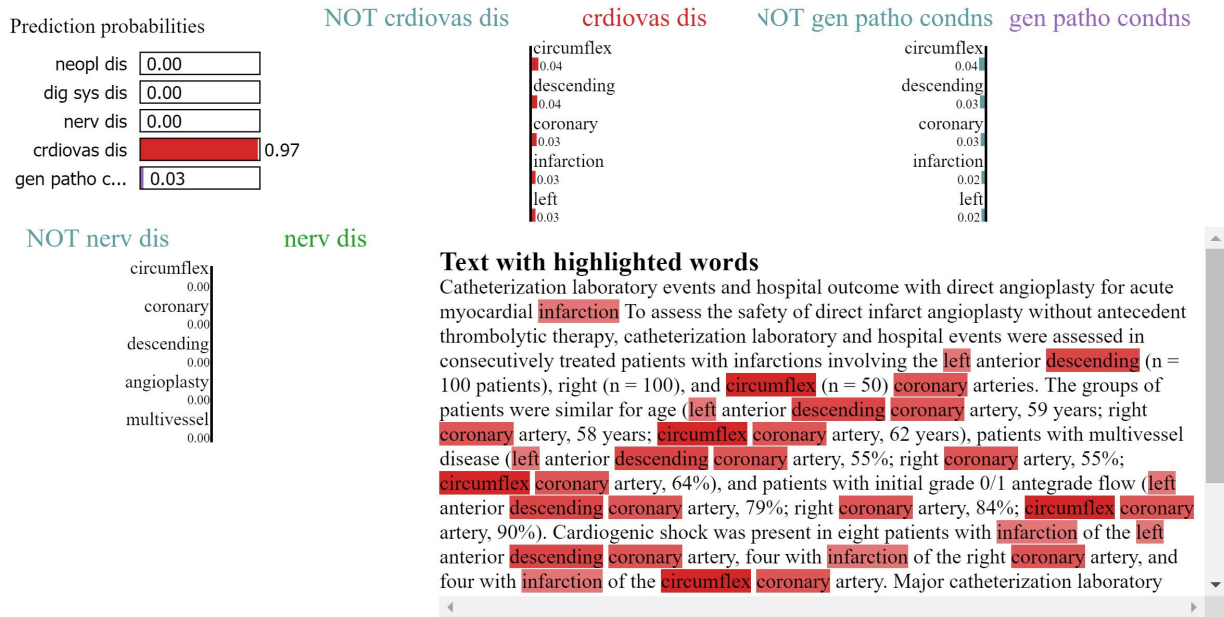 Prediction probabilities
neopl dis 0.00
dig sys dis 0.00
nerv dis 0.00
crdiovas dis 0.97
gen patho c... 0.03
NOT crdiovas dis crdiovas dis
circumflex
0.04
descending
0.04
coronary
0.03
infarction
0.03
left
0.03
NOT gen patho condns gen patho condns
circumflex
0.04
descending
0.03
coronary
0.03
infarction
0.02
left
0.02
NOT nerv dis nerv dis
circumflex
0.00
coronary
0.00
descending
0.00
angioplasty
0.00
multivessel
0.00
Text with highlighted words
Catheterization laboratory events and hospital outcome with direct angioplasty for acute
myocardial infarction To assess the safety of direct infarct angioplasty without antecedent
thrombolytic therapy, catheterization laboratory and hospital events were assessed in
consecutively treated patients with infarctions involving the left anterior descending (n =
100 patients), right (n = 100), and circumflex (n = 50) coronary arteries. The groups of
patients were similar for age (left anterior descending coronary artery, 59 years; right
coronary artery, 58 years; circumflex coronary artery, 62 years), patients with multivessel
disease (left anterior descending coronary artery, 55%; right coronary artery, 55%;
circumflex coronary artery, 64%), and patients with initial grade 0/1 antegrade flow (left
anterior descending coronary artery, 79%; right coronary artery, 84%; circumflex coronary
artery, 90%). Cardiogenic shock was present in eight patients with infarction of the left
anterior descending coronary artery, four with infarction of the right coronary artery, and
four with infarction of the circumflex coronary artery. Major catheterization laboratory